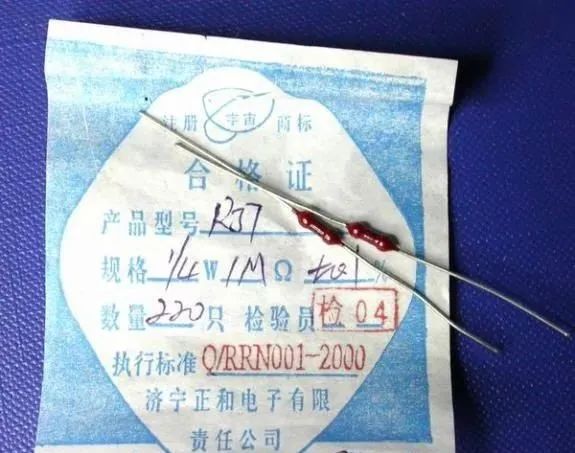 注册 宇宙 商标
合格证
产品型号 RJ7
规格 1/4 W 1M Ω ±0.1 %
数量 220 只 检验员 检04
执行标准 Q/RRN001-2000
济宁正和电子有限
责任公司